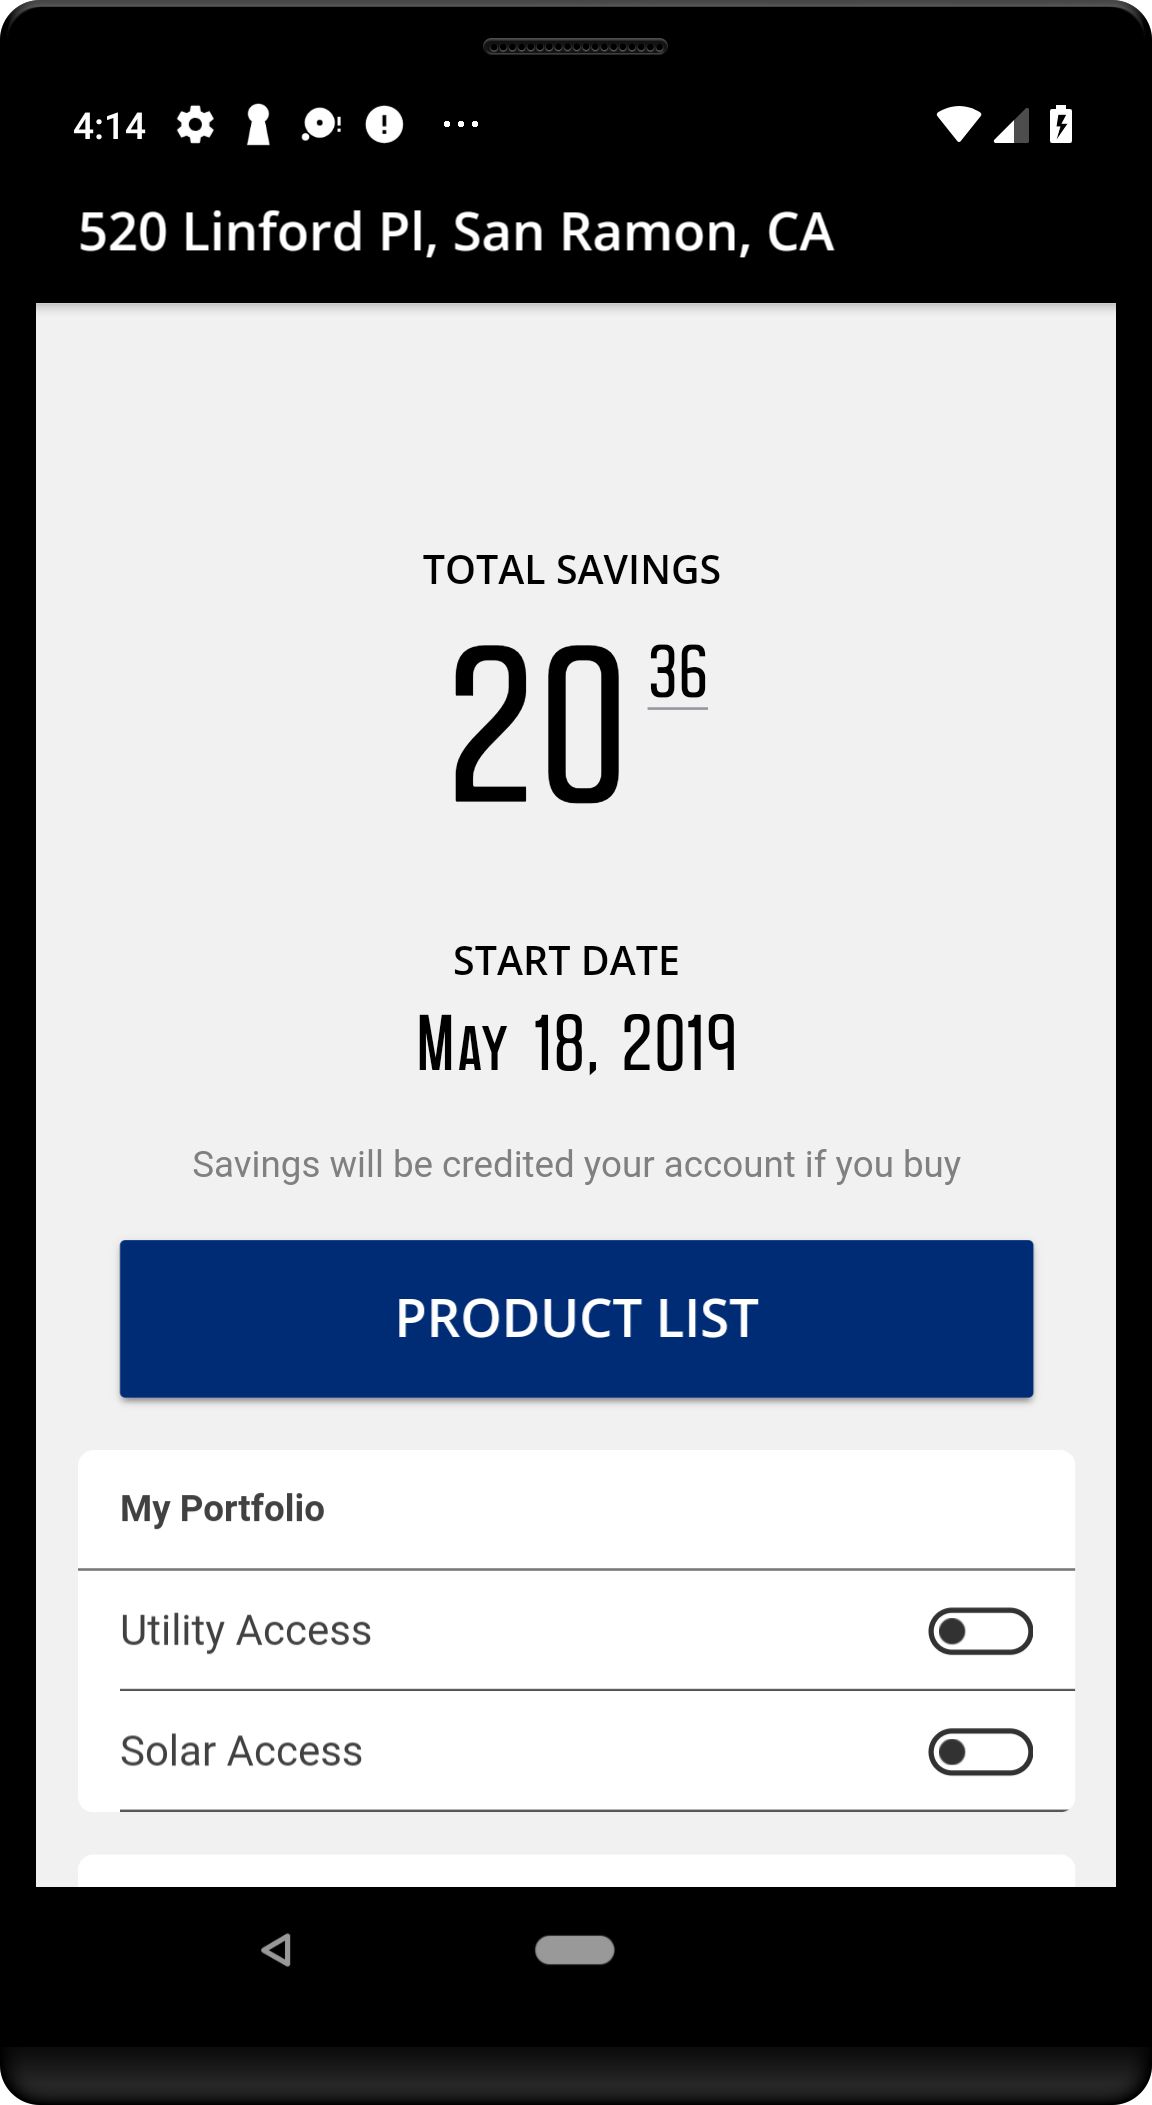 4:14
520 Linford Pl, San Ramon, CA
TOTAL SAVINGS
20 36
START DATE
May 18, 2019
Savings will be credited your account if you buy
PRODUCT LIST
My Portfolio
Utility Access
Solar Access